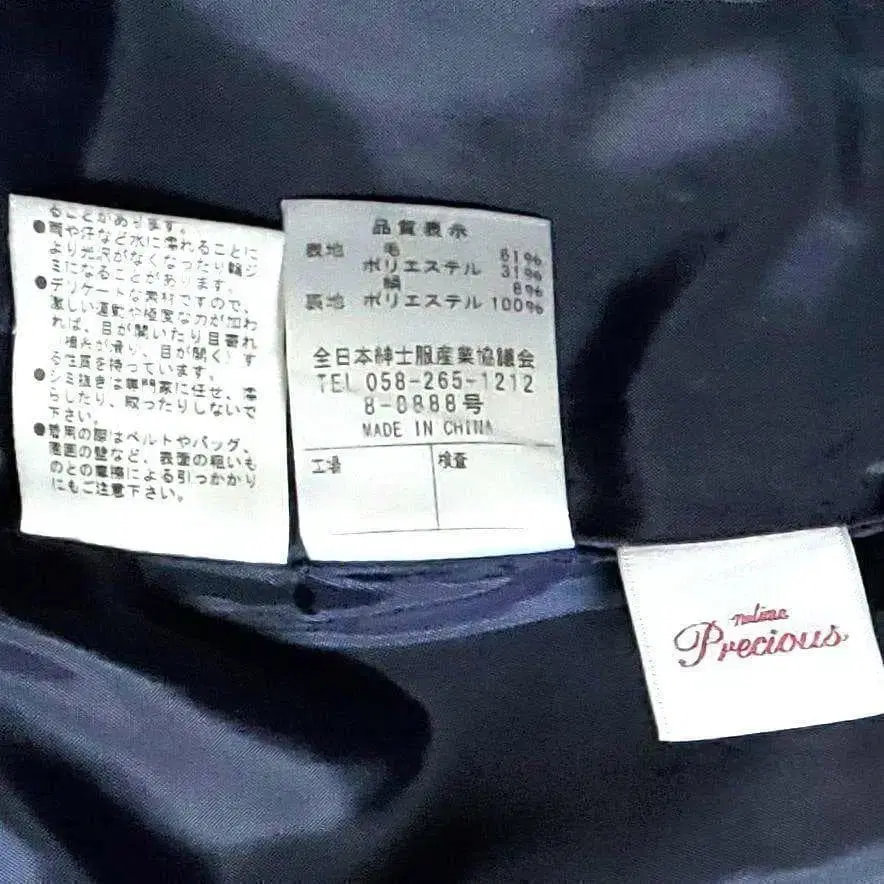 ることがあります。
●雨や汗など水に濡れることに
より光沢がなくなったり輪ジ
ミになることがあります。
●デリケートな素材ですので、
激しい運動や極度な力が加わ
れば、目が開いたり目寄れ
(縫糸が滑り、目が開く)す
る性質を持っています。
●シミ抜きは専門家に任せ、濡
らしたり、取ったりしないで
下さい。
●着用の際はベルトやバッグ、
周囲の壁など、表面の粗いも
のとの摩擦による引っかかり
にもご注意下さい。
品質表示
表地 毛 61%
ポリエステル 31%
絹 8%
裏地 ポリエステル 100%
全日本紳士服産業協議会
TEL 058-265-1212
8-0888号
MADE IN CHINA
工場 検査
Precious